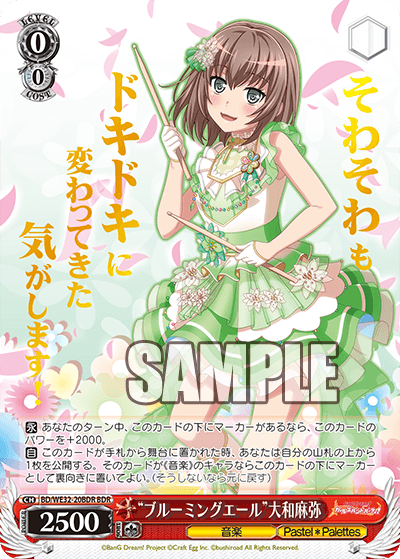 LEVEL
0
0
COST
そわそわも
ドキドキに
変わってきた
気がします!
SAMPLE
永 あなたのターン中、このカードの下にマーカーがあるなら、このカードの
パワーを+2000。
自 このカードが手札から舞台に置かれた時、あなたは自分の山札の上から
1枚を公開する。そのカードが《音楽》のキャラならこのカードの下にマーカー
として裏向きに置いてよい。(そうしないなら元に戻す)
CH BD/WE32-20BDR BDR
2500
“ブルーミングエール”大和麻弥
音楽
Pastel*Palettes
©BanG Dream! Project ©Craft Egg Inc. ©bushiroad All Rights Reserved.